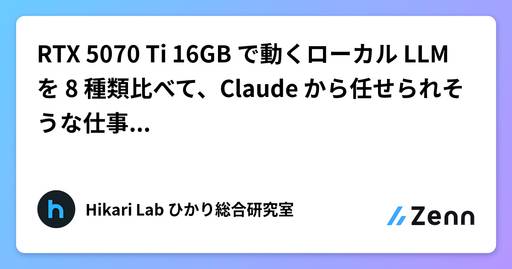 RTX 5070 Ti 16GB で動くローカル LLM
を 8 種類比べて、Claude から任せられそ
うな仕事...
h
Hikari Lab ひかり総合研究室
Zenn